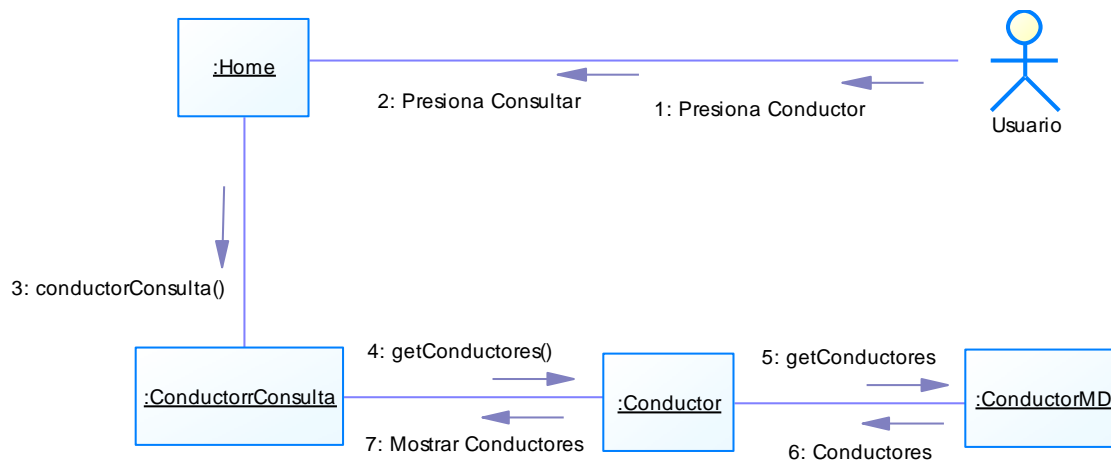 :Home
2: Presiona Consultar
1: Presiona Conductor
Usuario
3: conductorConsulta()
4: getConductores()
5: getConductores
:ConductorrConsulta
:Conductor
:ConductorMD
7: Mostrar Conductores
6: Conductores